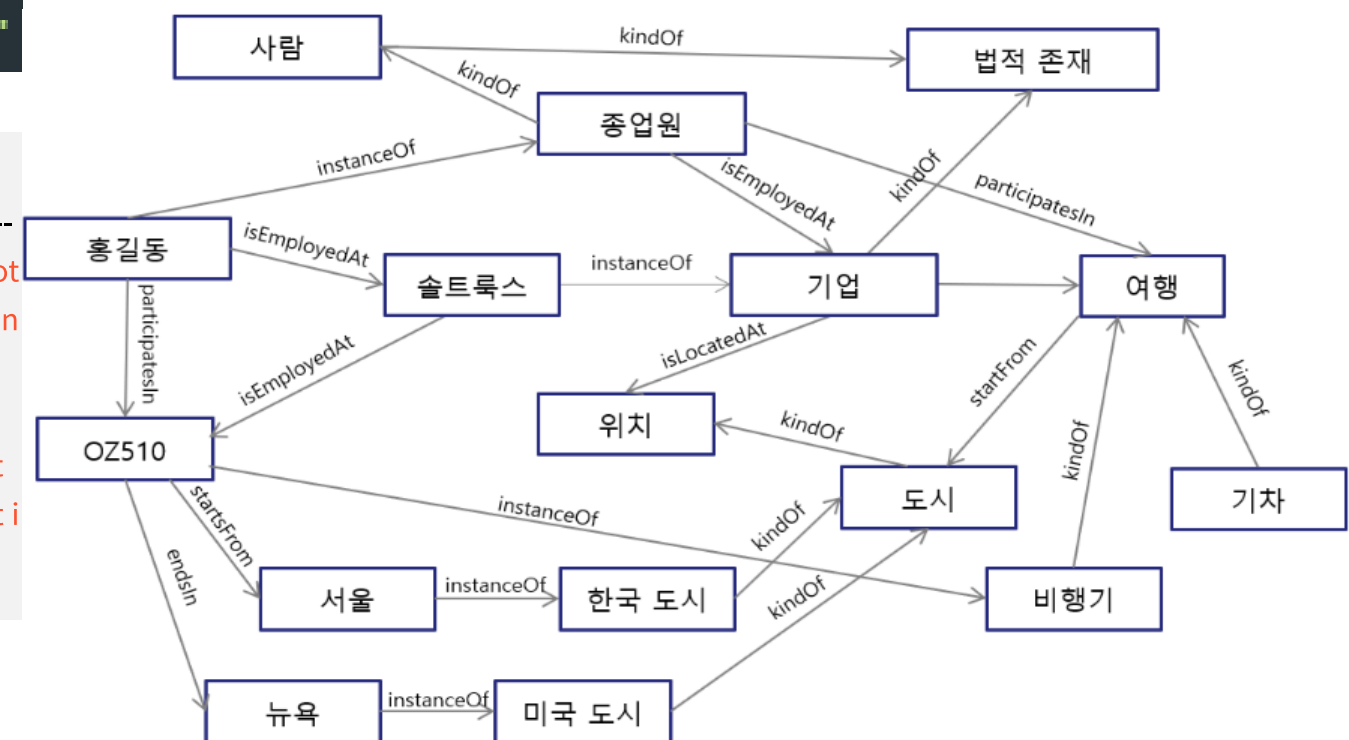 사람
kindOf
법적 존재
kindOf
종업원
instanceOf
isEmployedAt
kindOf
participatesIn
--
홍길동
isEmployedAt
ot
솔트룩스
instanceOf
기업
여행
n
participatesIn
isEmployedAt
isLocatedAt
startFrom
kindOf
위치
kindOf
kindOf
OZ510
t
startsFrom
instanceOf
kindOf
도시
기차
t i
endsIn
서울
instanceOf
한국 도시
kindOf
비행기
뉴욕
instanceOf
미국 도시